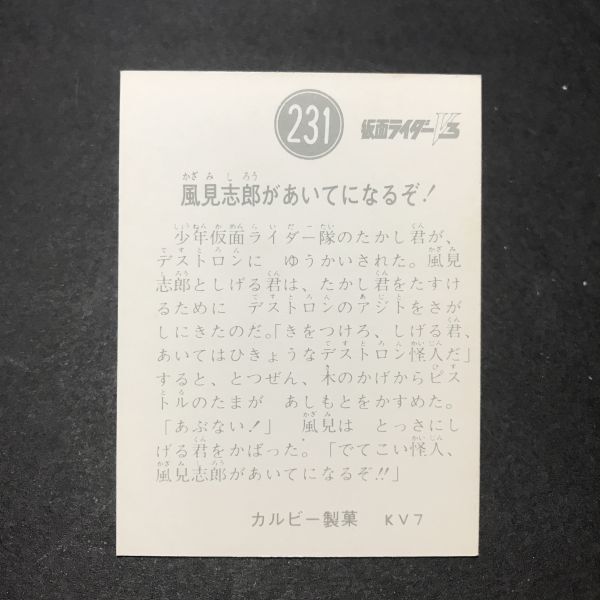 231
仮面ライダーV3
風見志郎があいてになるぞ!
少年仮面ライダー隊のたかし君が、
デストロンに ゆうかいされた。風見
志郎としげる君は、たかし君をたすけ
るために デストロンのアジトをさが
しにきたのだ。「きをつけろ、しげる君、
あいてはひきょうなデストロン怪人だ」
すると、とつぜん、木のかげからピス
トルのたまが あしもとをかすめた。
「あぶない!」 風見は とっさにし
げる君をかばった。「でてこい怪人、
風見志郎があいてになるぞ!!」
カルビー製菓 KV7